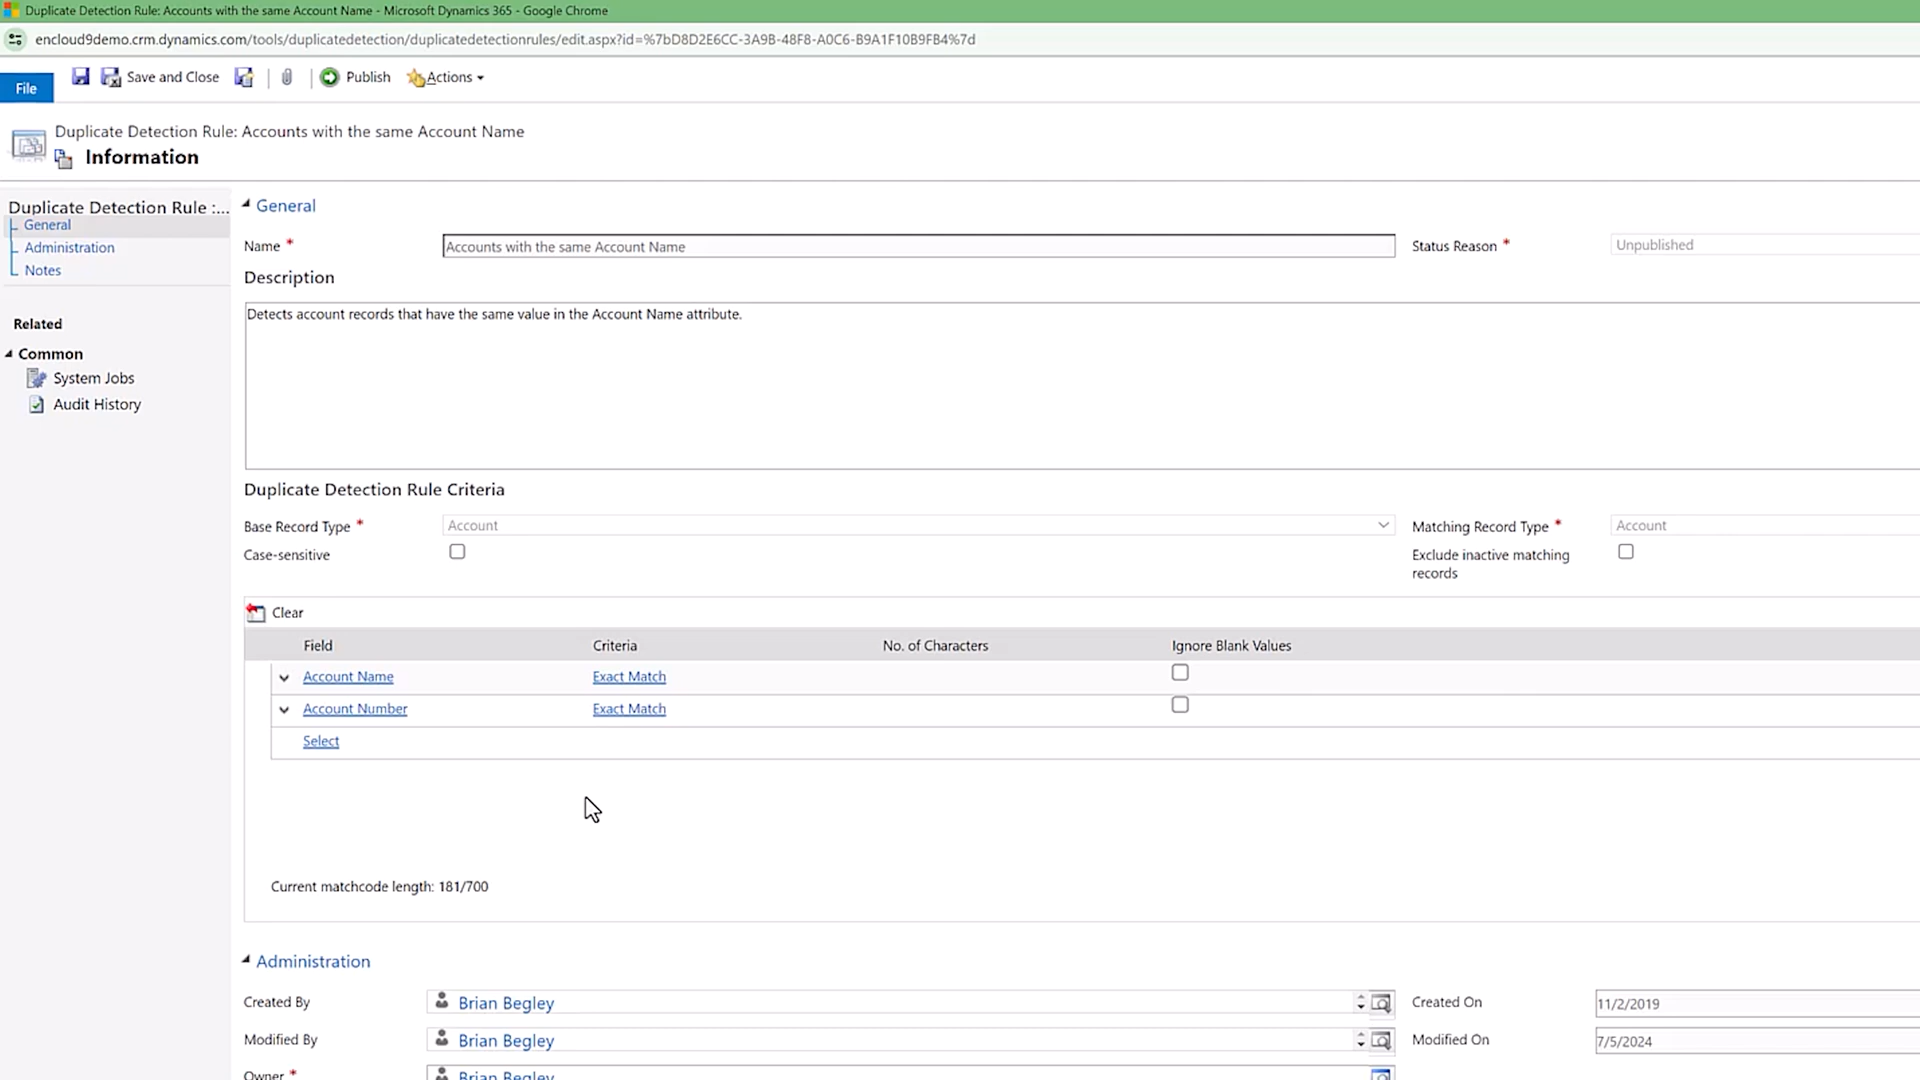 Duplicate Detection Rule: Accounts with the same Account Name - Microsoft Dynamics 365 - Google Chrome
encloud9demo.crm.dynamics.com/tools/duplicatedetection/duplicatedetectionrules/edit.aspx?id=%7bD8D2E6CC-3A9B-48F8-A0C6-B9A1F10B9FB4%7d
File Save and Close Publish Actions
Duplicate Detection Rule: Accounts with the same Account Name
Information
Duplicate Detection Rule :...
General
Administration
Notes
Related
Common
System Jobs
Audit History
General
Name * Accounts with the same Account Name Status Reason * Unpublished
Description
Detects account records that have the same value in the Account Name attribute.
Duplicate Detection Rule Criteria
Base Record Type * Account Matching Record Type * Account
Case-sensitive Exclude inactive matching
records
Clear
Field Criteria No. of Characters Ignore Blank Values
Account Name Exact Match
Account Number Exact Match
Select
Current matchcode length: 181/700
Administration
Created By Brian Begley Created On 11/2/2019
Modified By Brian Begley Modified On 7/5/2024
Owner * Brian Begley